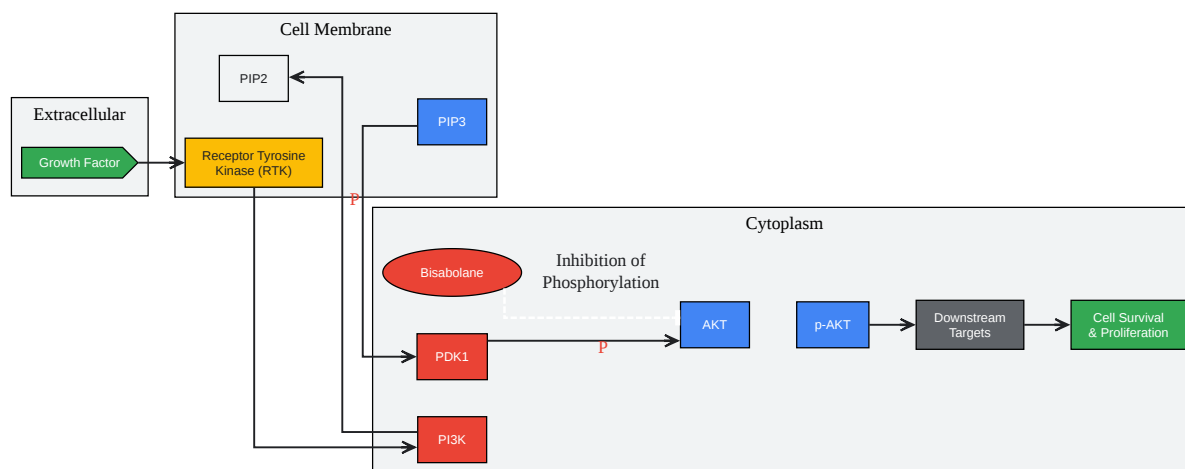 Cell Membrane
PIP2
Extracellular
PIP3
Growth Factor
Receptor Tyrosine
Kinase (RTK)
P
Cytoplasm
Bisabolane
Inhibition of
Phosphorylation
AKT
p-AKT
Downstream
Targets
Cell Survival
& Proliferation
PDK1
P
PI3K